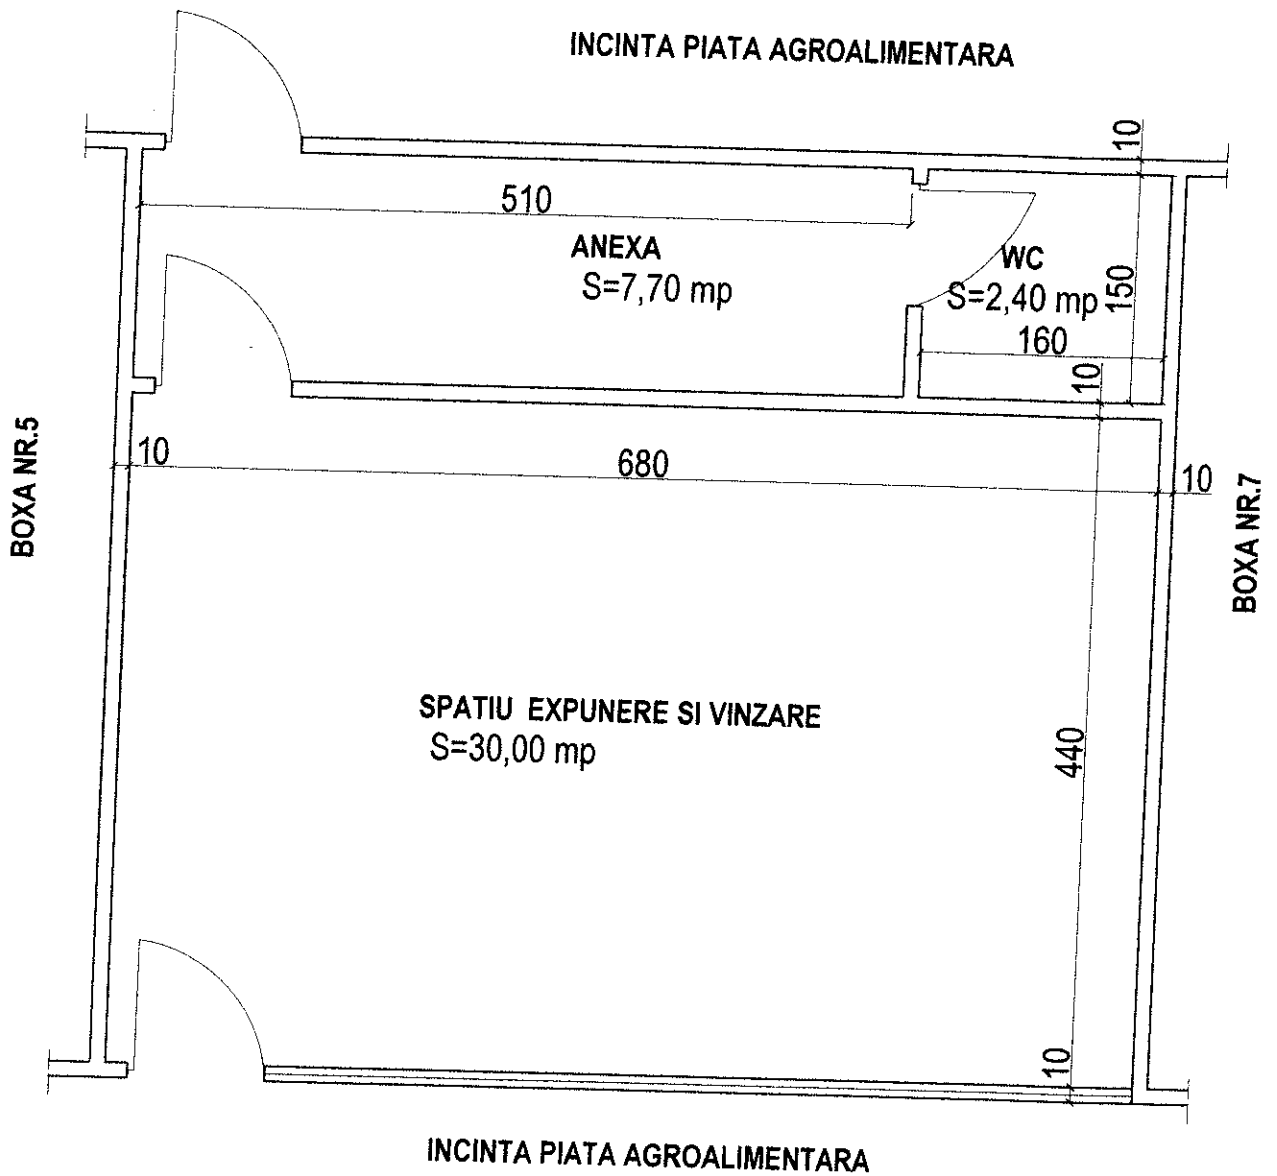 INCINTA PIATA AGROALIMENTARA
10
510
ANEXA
S=7,70 mp
WC
S=2,40 mp
150
160
10
BOXA NR.5
10
680
10
BOXA NR.7
SPATIU EXPUNERE SI VINZARE
S=30,00 mp
440
10
INCINTA PIATA AGROALIMENTARA